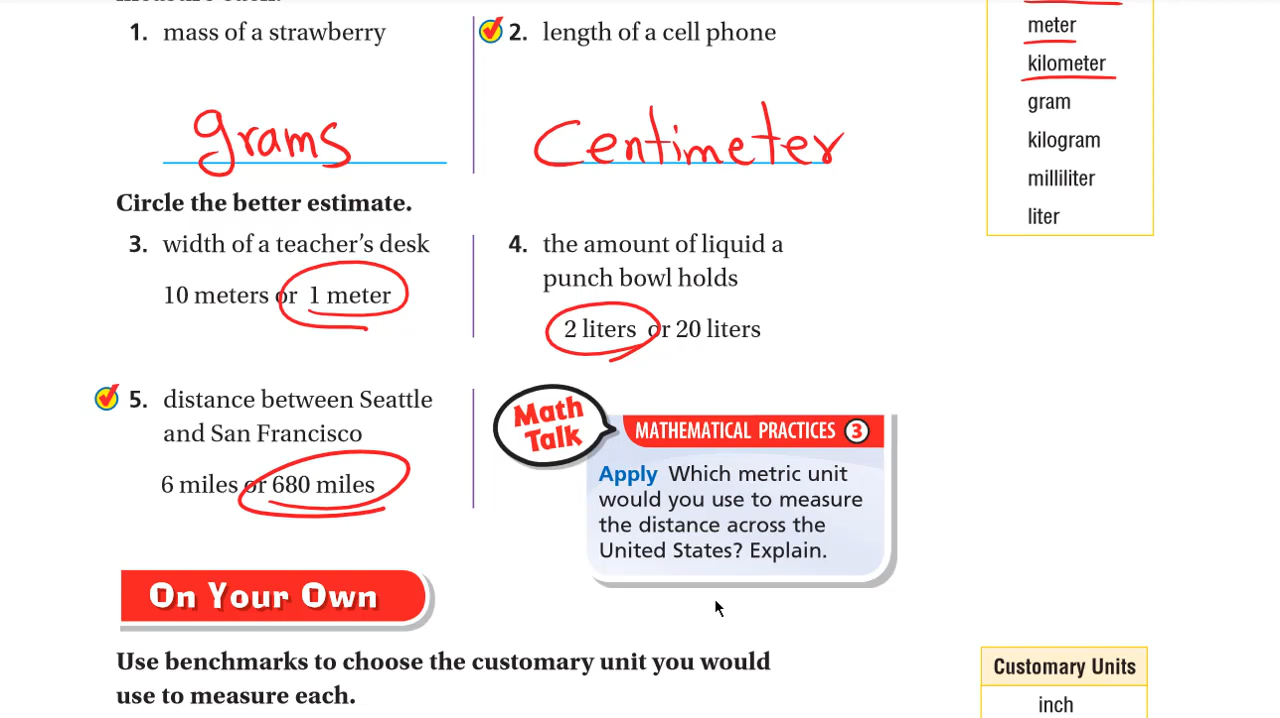 1. mass of a strawberry
2. length of a cell phone
grams
Centimeter
Circle the better estimate.
3. width of a teacher's desk
10 meters or 1 meter
4. the amount of liquid a
punch bowl holds
2 liters or 20 liters
5. distance between Seattle
and San Francisco
6 miles or 680 miles
Math
Talk
MATHEMATICAL PRACTICES 3
Apply Which metric unit
would you use to measure
the distance across the
United States? Explain.
On Your Own
Use benchmarks to choose the customary unit you would
use to measure each.
meter
kilometer
gram
kilogram
milliliter
liter
Customary Units
inch